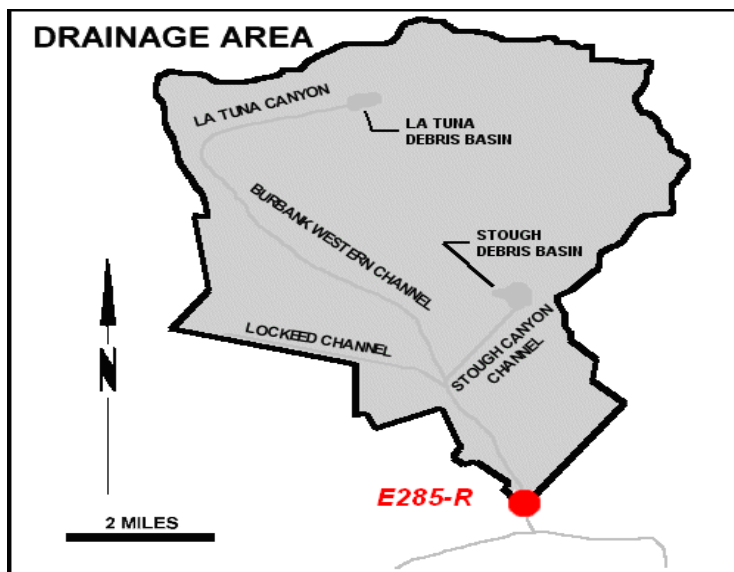 DRAINAGE AREA
LA TUNA CANYON
LA TUNA
DEBRIS BASIN
BURBANK WESTERN CHANNEL
STOUGH
DEBRIS BASIN
LOCKEED CHANNEL
STOUGH CANYON
CHANNEL
N
E285-R
2 MILES